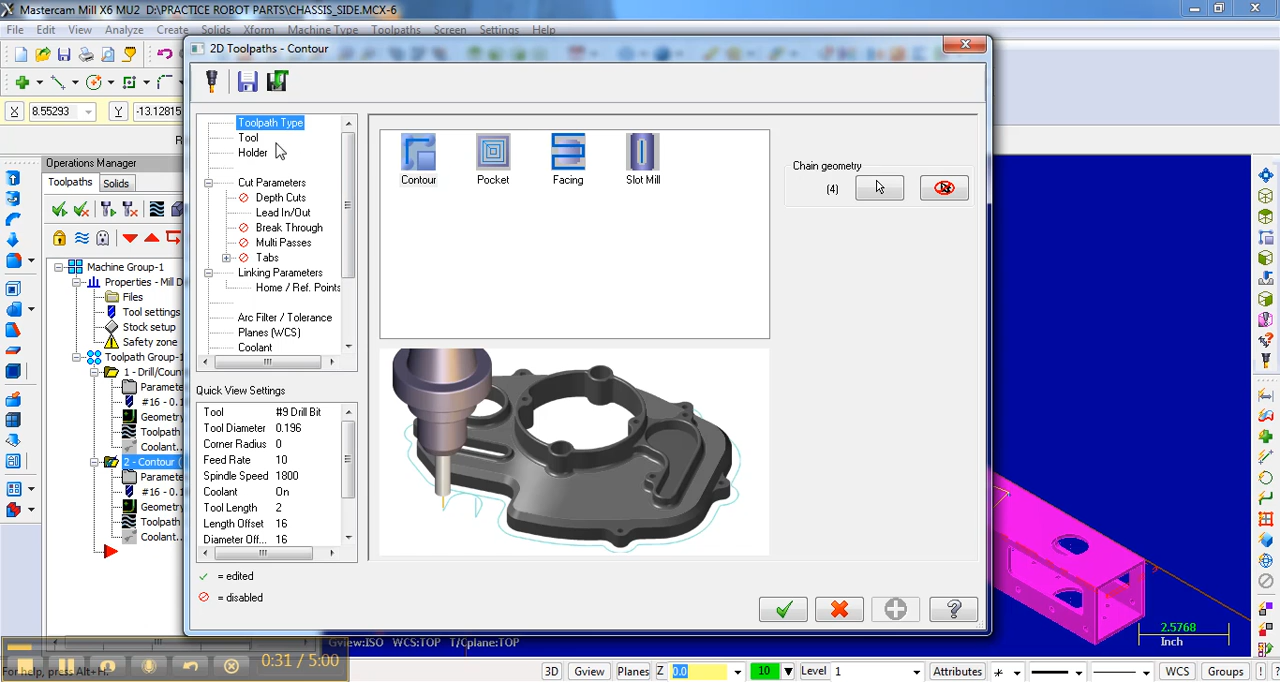 Mastercam Mill X6 MU2 D:\PRACTICE ROBOT PARTS\CHASSIS_SIDE.MCX-6
File Edit View Analyze Create Solids Xform Machine Type Toolpaths Screen Settings Help
2D Toolpaths - Contour
X 8.55293 Y -13.12815
Operations Manager
Toolpaths Solids
Machine Group-1
Properties - Mill D
Files
Tool settings
Stock setup
Safety zone
Toolpath Group-1
1 - Drill/Count
Paramete
#16 - 0.1
Geometry
Toolpath
Coolant..
2 - Contour (
Paramete
#16 - 0.1
Geometry
Toolpath
Coolant..
Toolpath Type
Tool
Holder
Cut Parameters
Depth Cuts
Lead In/Out
Break Through
Multi Passes
Tabs
Linking Parameters
Home / Ref. Points
Arc Filter / Tolerance
Planes (WCS)
Coolant
Quick View Settings
Tool #9 Drill Bit
Tool Diameter 0.196
Corner Radius 0
Feed Rate 10
Spindle Speed 1800
Coolant On
Tool Length 2
Length Offset 16
Diameter Off... 16
= edited
= disabled
Contour Pocket Facing Slot Mill
Chain geometry
(4)
2.5768
Inch
Gview:ISO WCS:TOP T/Cplane:TOP
For help, press Alt+H.
0:31 / 5:00
3D Gview Planes Z 0.0 10 Level 1 Attributes WCS Groups ! ?